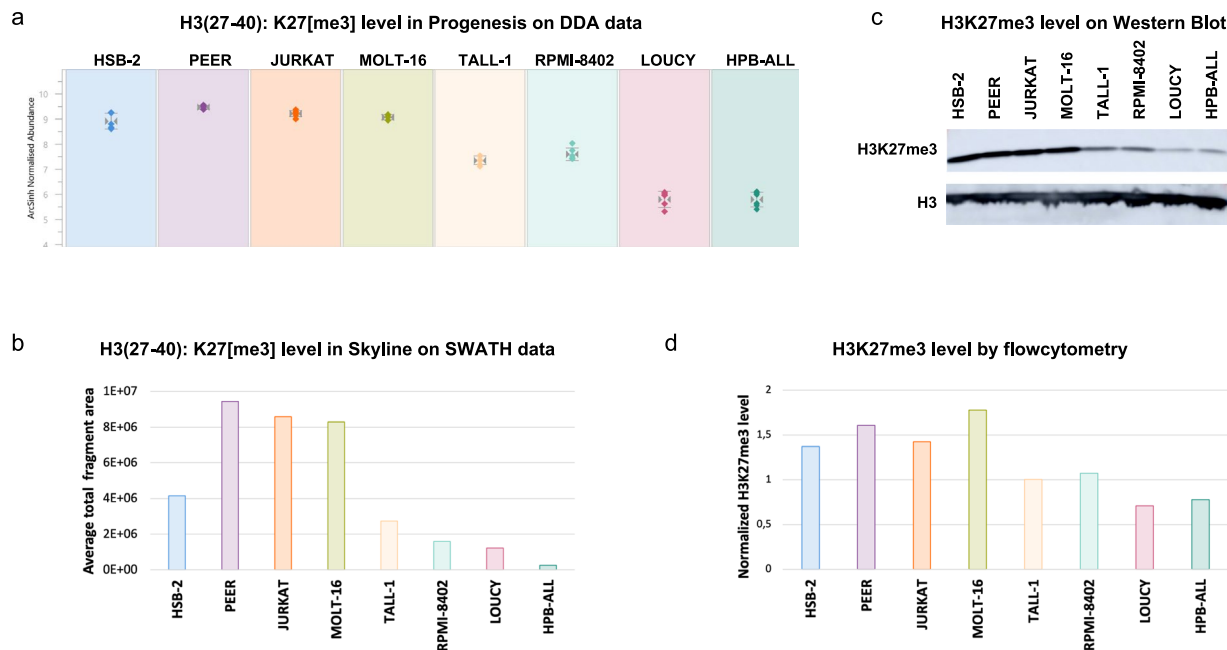 a
H3(27-40): K27[me3] level in Progenesis on DDA data
HSB-2 PEER JURKAT MOLT-16 TALL-1 RPMI-8402 LOUCY HPB-ALL
ArcSinh Normalised Abundance
10
9
8
7
6
5
4
c
H3K27me3 level on Western Blot
HSB-2 PEER JURKAT MOLT-16 TALL-1 RPMI-8402 LOUCY HPB-ALL
H3K27me3
H3
b
H3(27-40): K27[me3] level in Skyline on SWATH data
Average total fragment area
1E+07
8E+06
6E+06
4E+06
2E+06
0E+00
HSB-2 PEER JURKAT MOLT-16 TALL-1 RPMI-8402 LOUCY HPB-ALL
d
H3K27me3 level by flowcytometry
Normalized H3K27me3 level
2
1,5
1
0,5
0
HSB-2 PEER JURKAT MOLT-16 TALL-1 RPMI-8402 LOUCY HPB-ALL